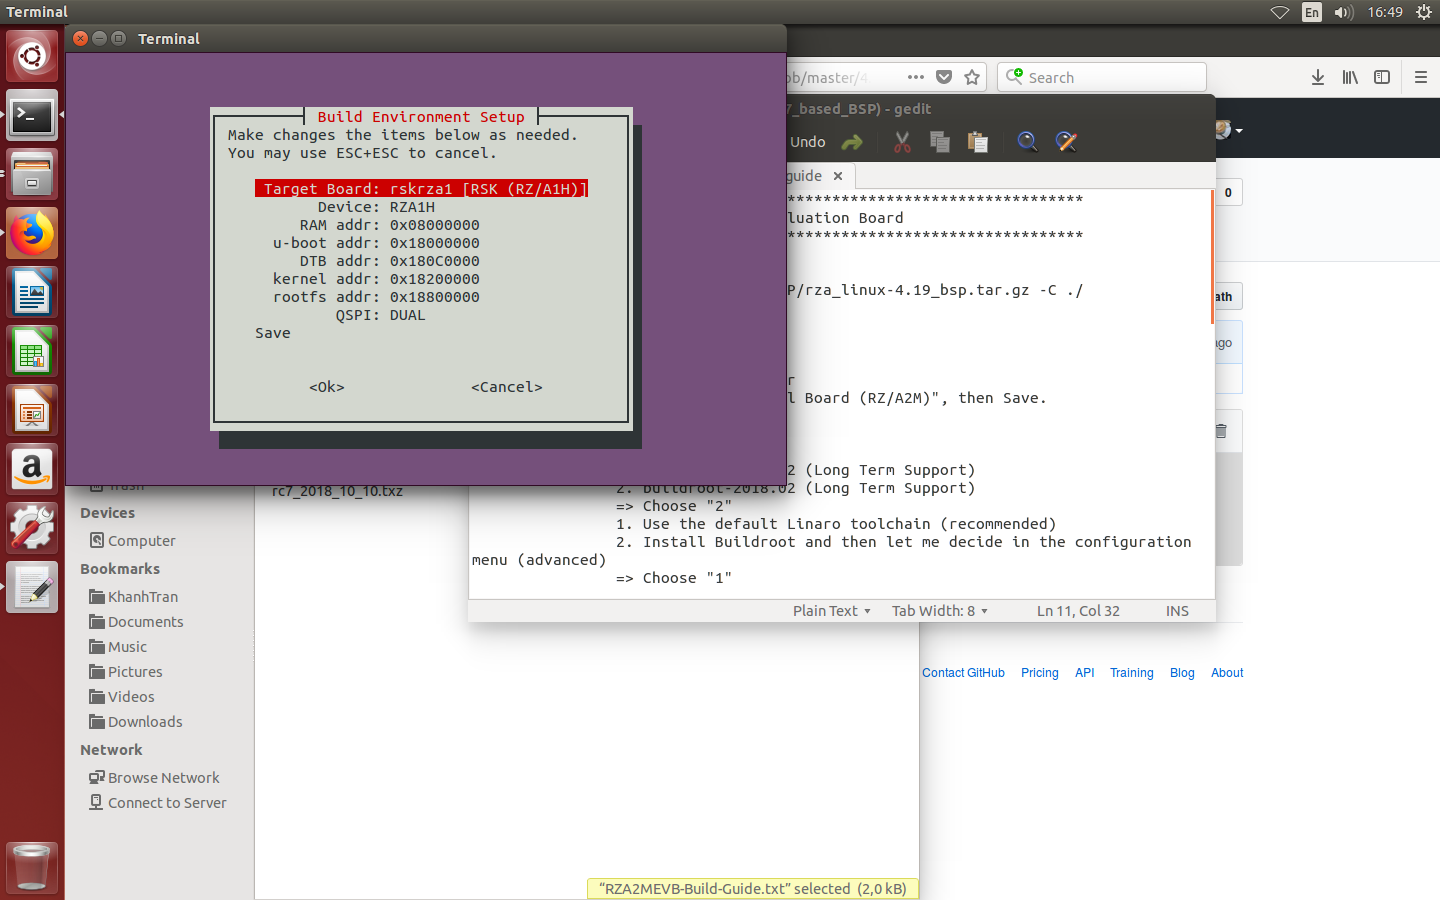 Terminal
En
16:49
Terminal
Build Environment Setup
Make changes the items below as needed.
You may use ESC+ESC to cancel.
Target Board: rskrza1 [RSK (RZ/A1H)]
Device: RZA1H
RAM addr: 0x08000000
u-boot addr: 0x18000000
DTB addr: 0x180C0000
kernel addr: 0x18200000
rootfs addr: 0x18800000
QSPI: DUAL
Save
<Ok> <Cancel>
ob/master/4
Search
7_based_BSP) - gedit
Undo
guide
********************************
luation Board
********************************
P/rza_linux-4.19_bsp.tar.gz -C ./
r
l Board (RZ/A2M)", then Save.
2 (Long Term Support)
2. buildroot-2018.02 (Long Term Support)
=> Choose "2"
1. Use the default Linaro toolchain (recommended)
2. Install Buildroot and then let me decide in the configuration
menu (advanced)
=> Choose "1"
Plain Text
Tab Width: 8
Ln 11, Col 32
INS
0
ath
ago
Trash
Devices
Computer
Bookmarks
KhanhTran
Documents
Music
Pictures
Videos
Downloads
Network
Browse Network
Connect to Server
rc7_2018_10_10.txz
Contact GitHub
Pricing
API
Training
Blog
About
“RZA2MEVB-Build-Guide.txt” selected (2,0 kB)